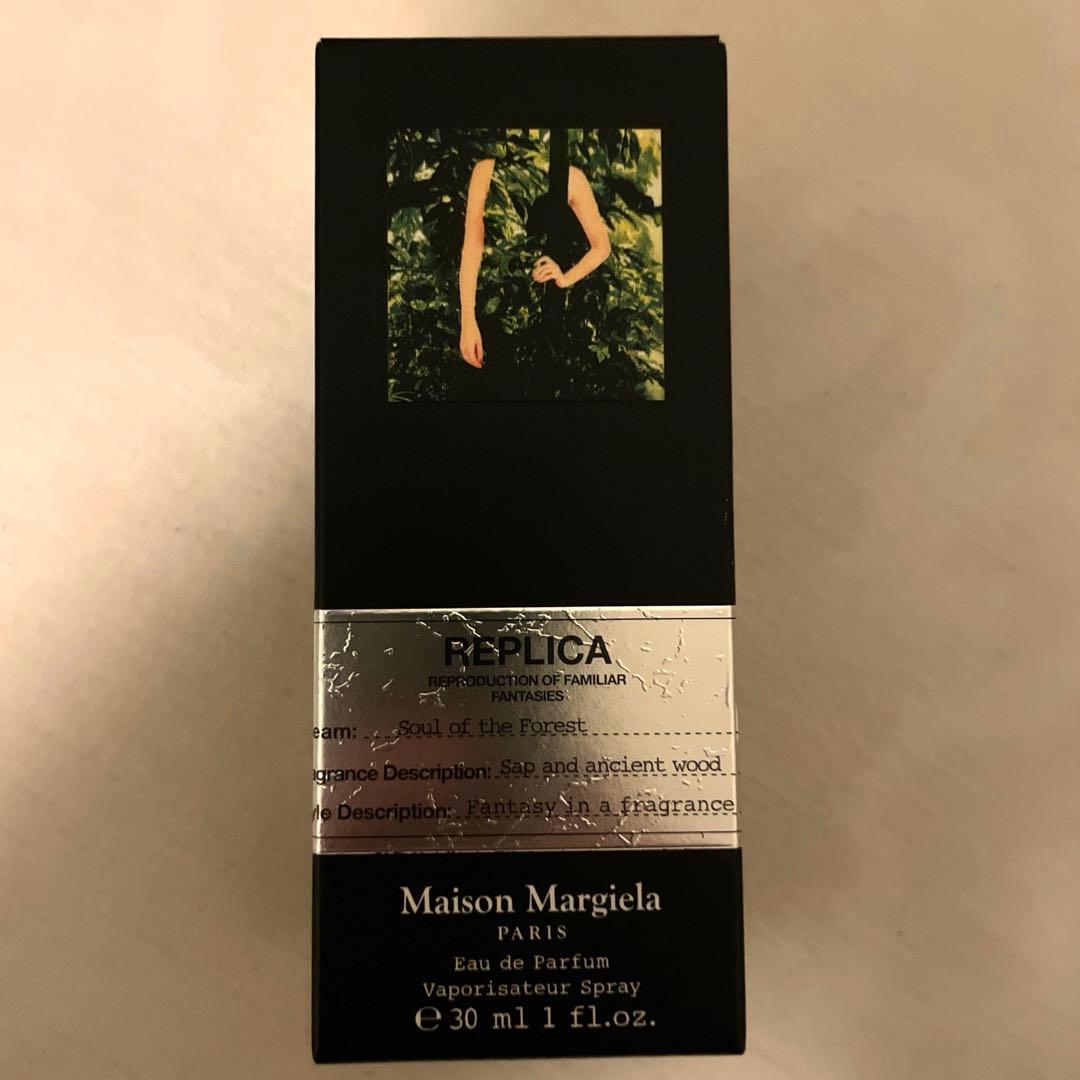 REPLICA
REPRODUCTION OF FAMILIAR
FANTASIES
eam: Soul of the Forest
agrance Description: Sap and ancient wood
yle Description: Fantasy in a fragrance
Maison Margiela
PARIS
Eau de Parfum
Vaporisateur Spray
℮ 30 ml 1 fl.oz.